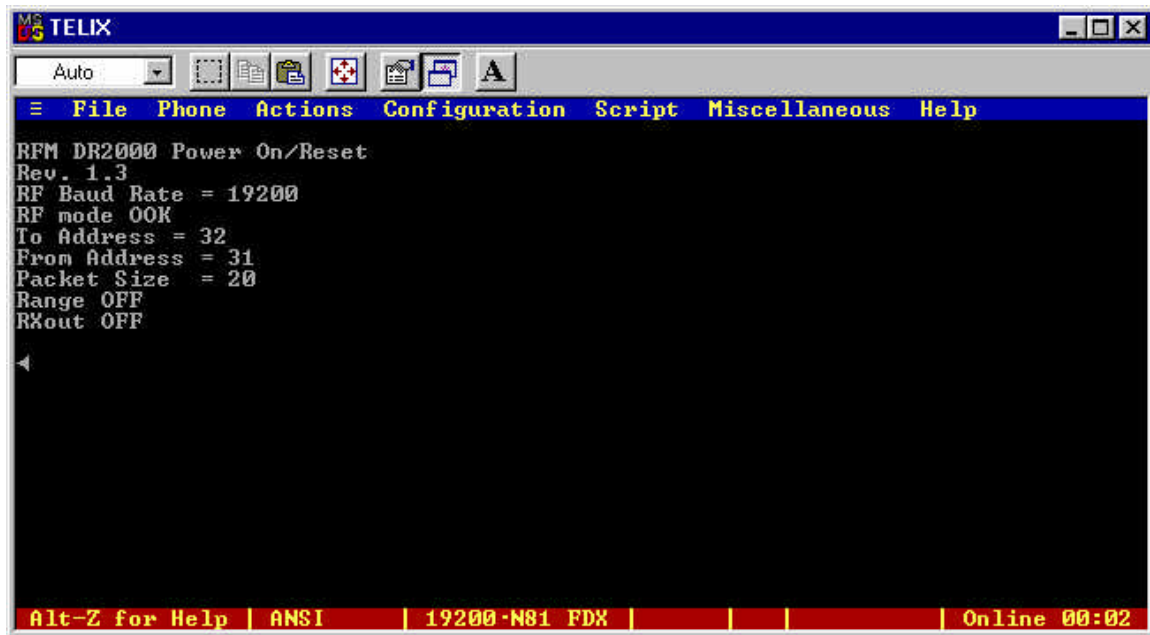 MS DOS TELIX
Auto A
≡ File Phone Actions Configuration Script Miscellaneous Help
RFM DR2000 Power On/Reset
Rev. 1.3
RF Baud Rate = 19200
RF mode OOK
To Address = 32
From Address = 31
Packet Size = 20
Range OFF
RXout OFF
Alt-Z for Help | ANSI | 19200·N81 FDX | | | | Online 00:02